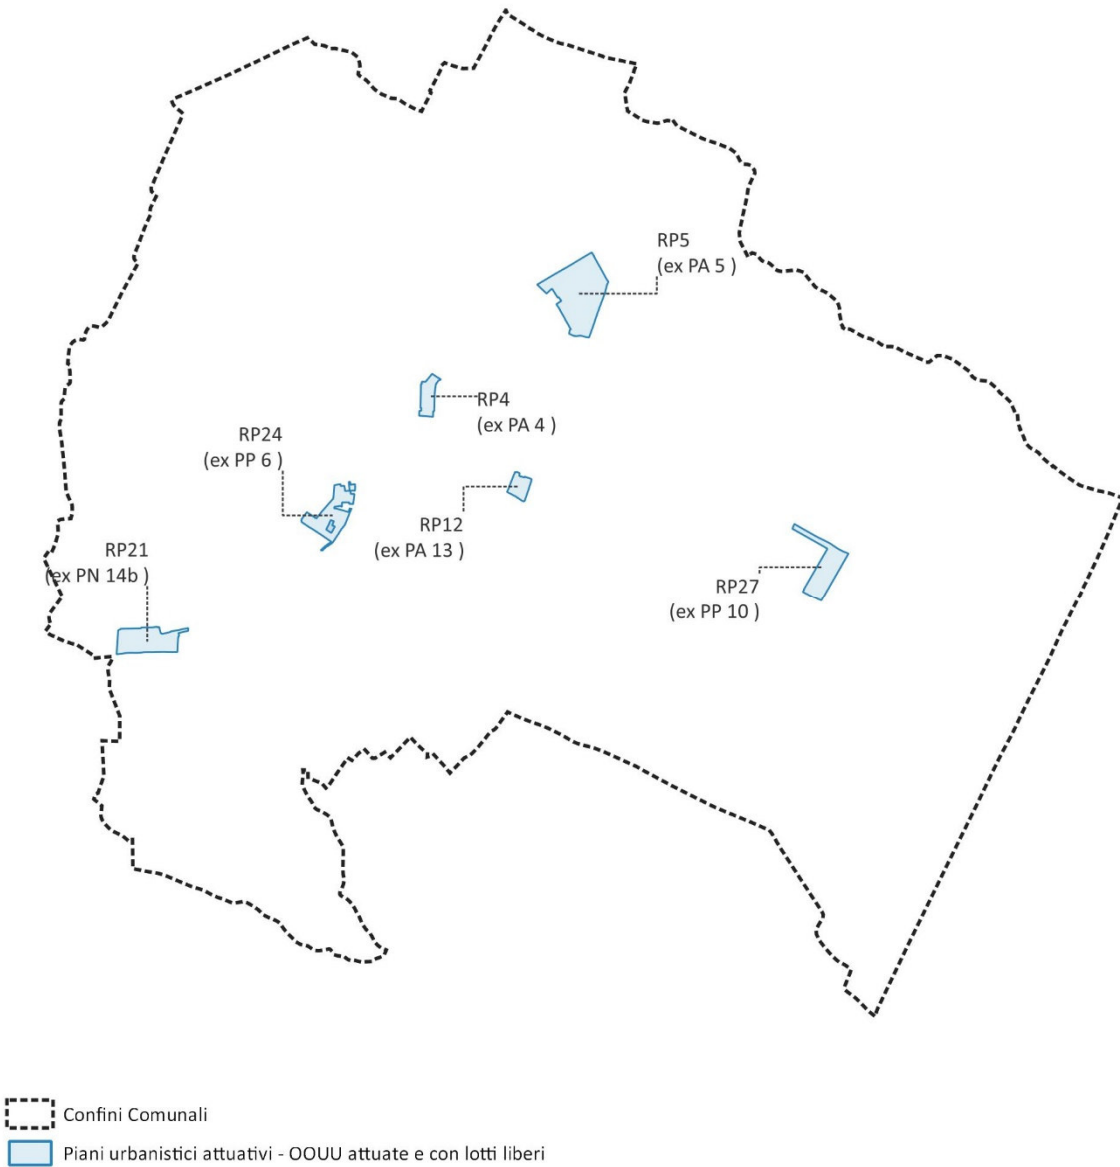 RP5
(ex PA 5 )
RP4
(ex PA 4 )
RP24
(ex PP 6 )
RP12
(ex PA 13 )
RP21
(ex PN 14b )
RP27
(ex PP 10 )
Confini Comunali
Piani urbanistici attuativi - OOUU attuate e con lotti liberi